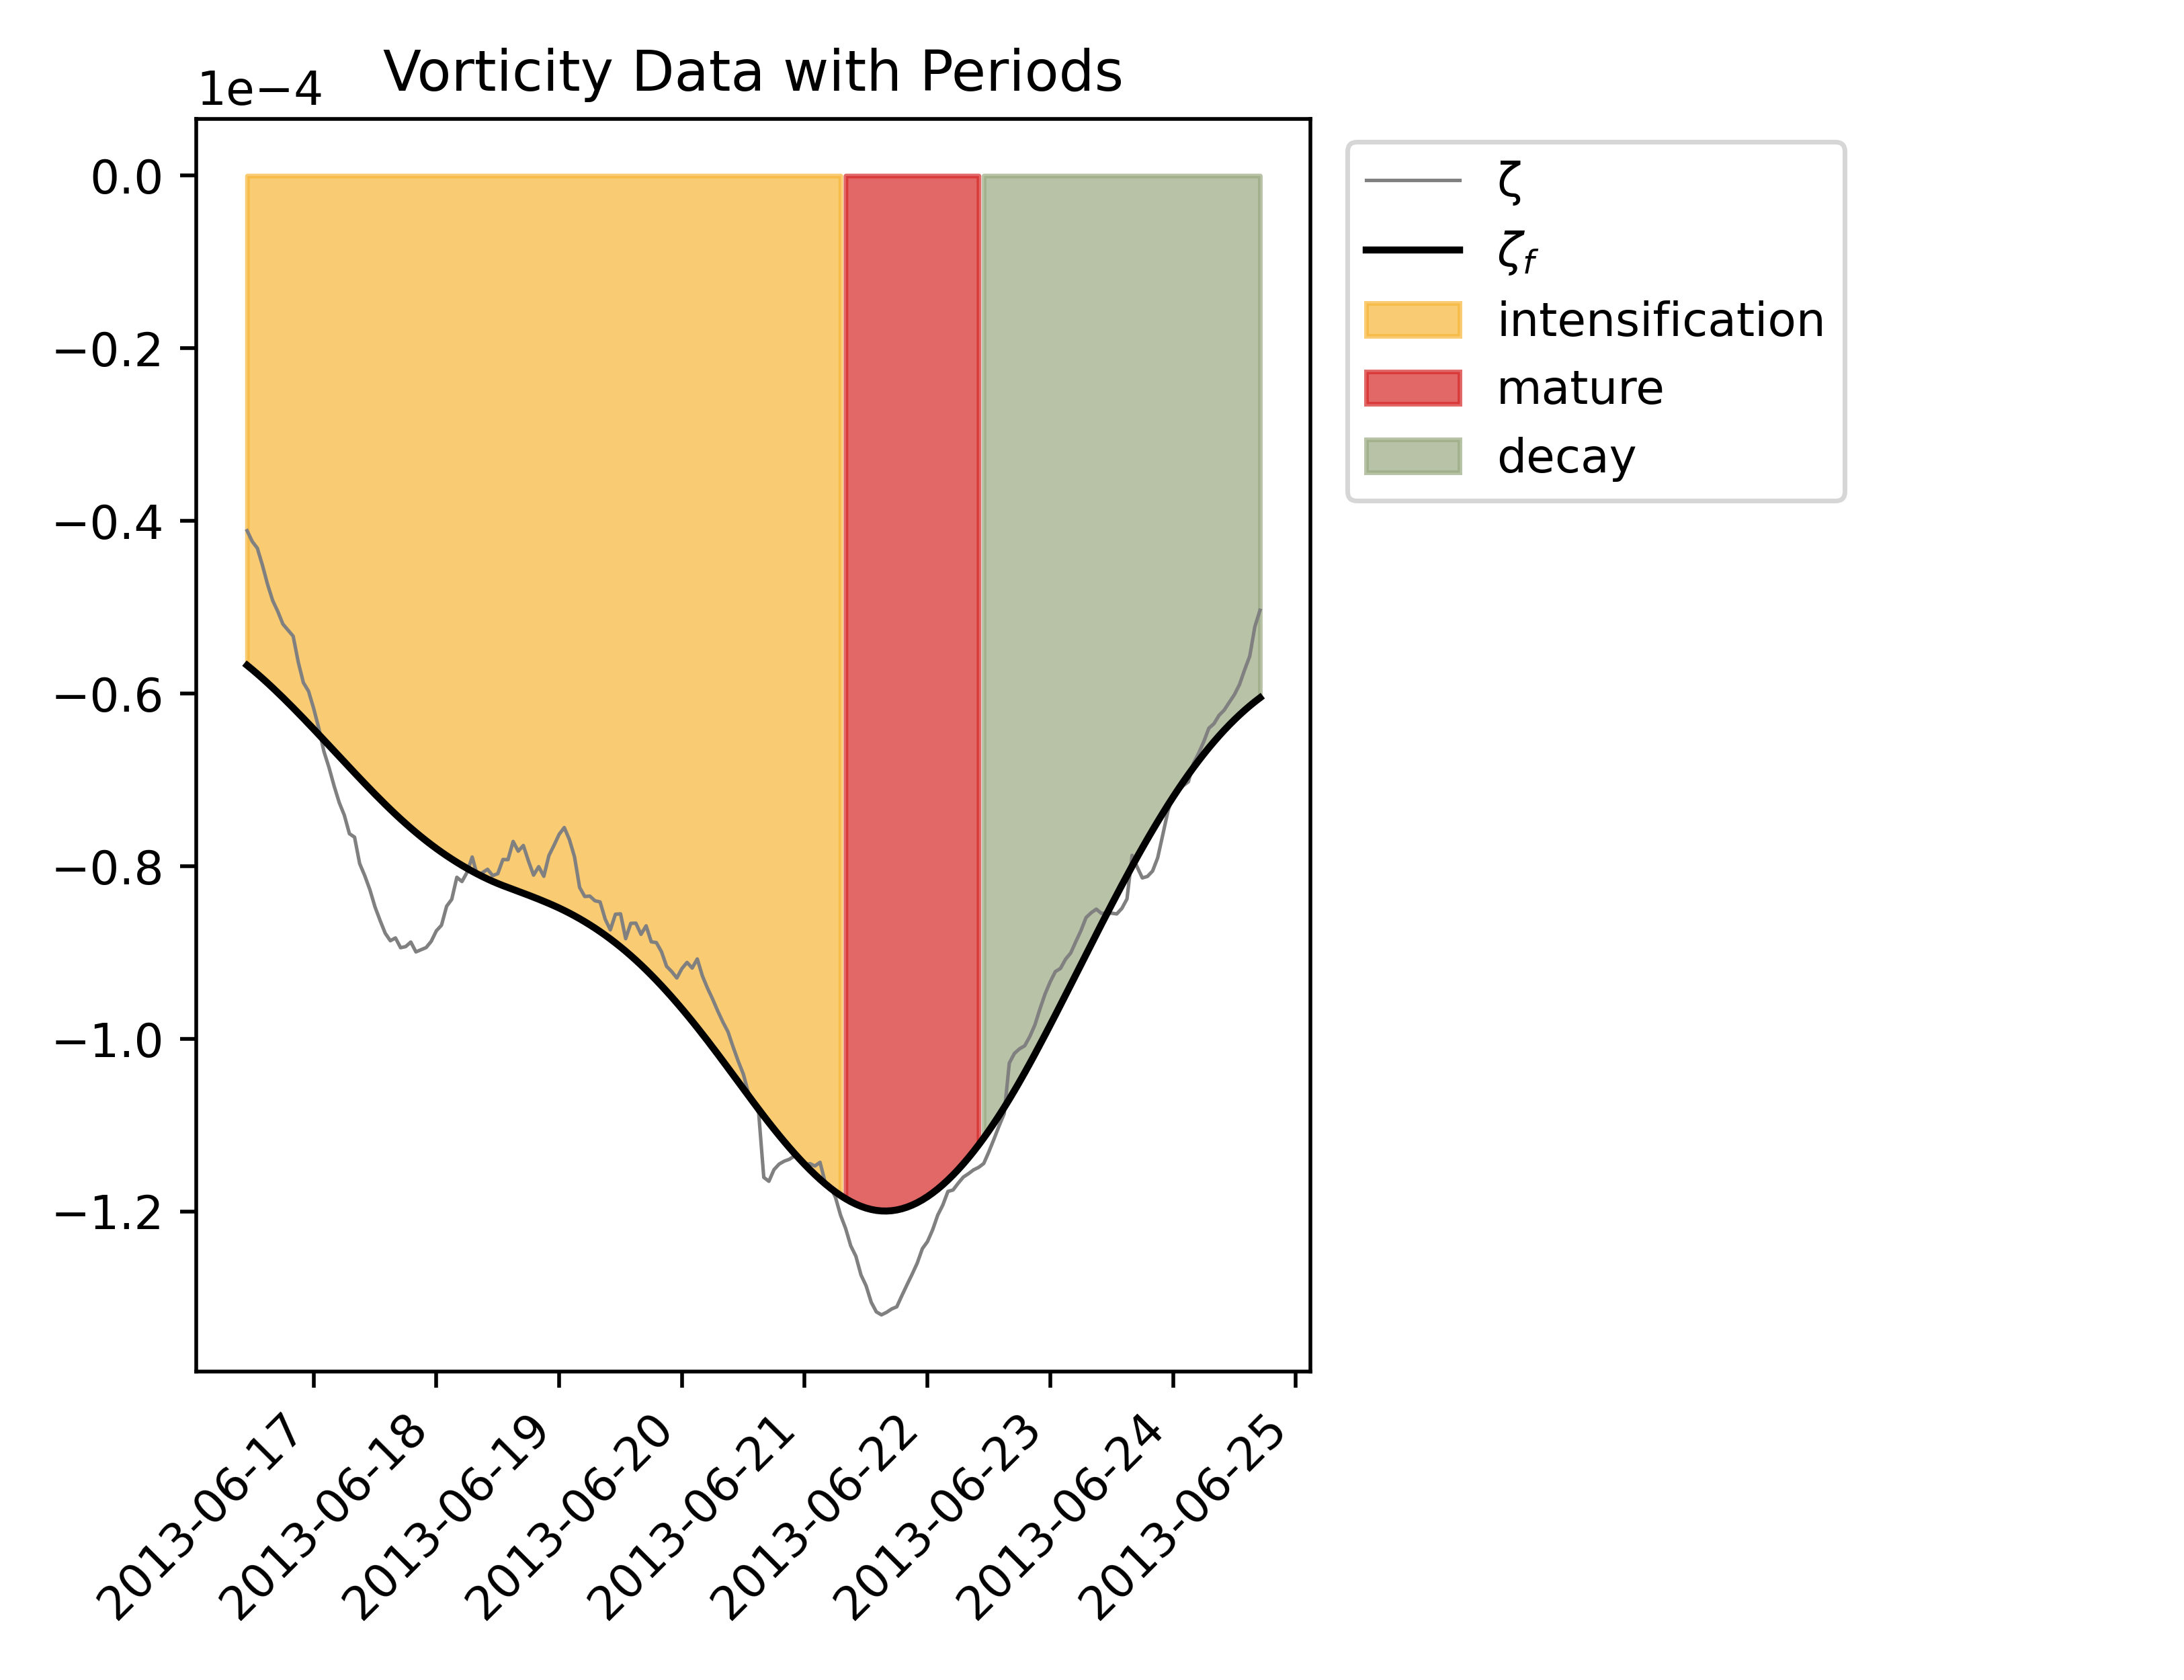 Vorticity Data with Periods
1e−4
0.0
−0.2
−0.4
−0.6
−0.8
−1.0
−1.2
2013-06-17
2013-06-18
2013-06-19
2013-06-20
2013-06-21
2013-06-22
2013-06-23
2013-06-24
2013-06-25
ζ
ζf
intensification
mature
decay